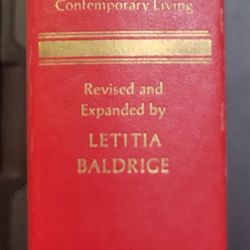 Contemporary Living
Revised and
Expanded by
LETITIA
BALDRIGE